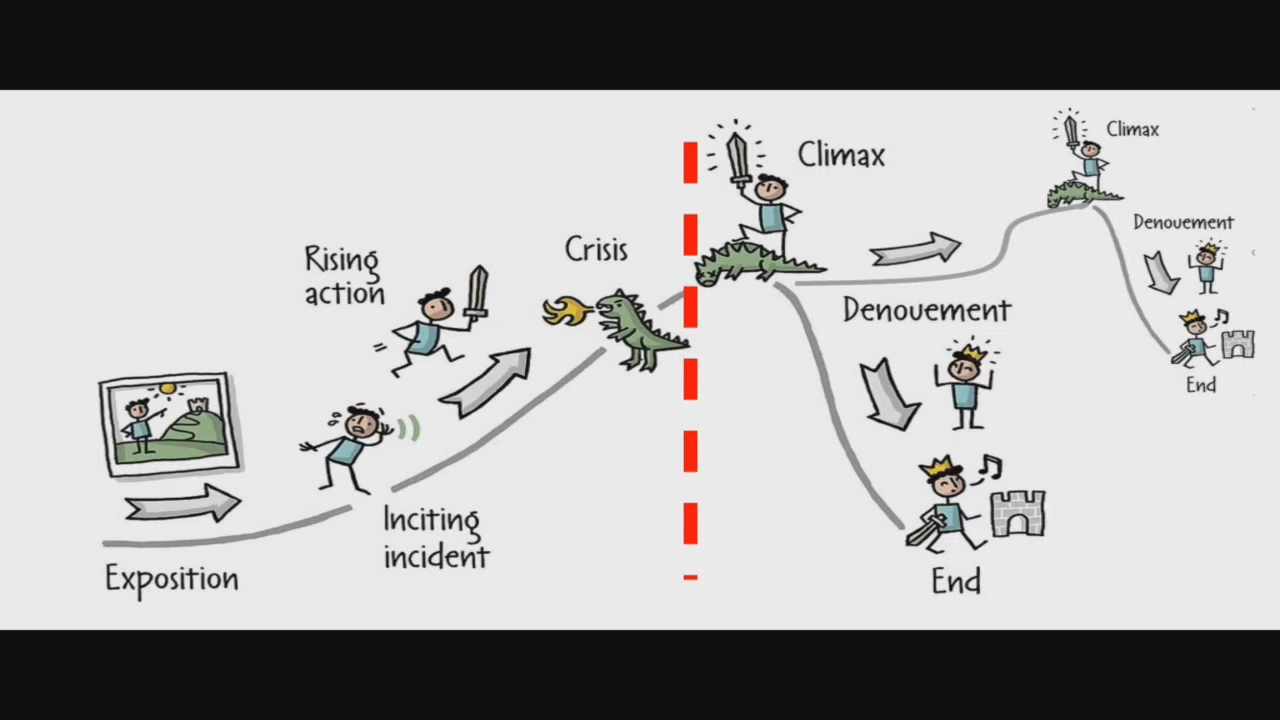 Exposition
Inciting
incident
Rising
action
Crisis
Climax
Denouement
End
Climax
Denouement
End